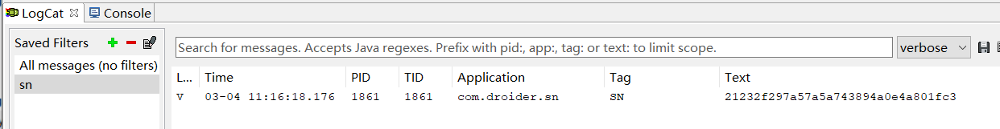 LogCat Console
Saved Filters
Search for messages. Accepts Java regexes. Prefix with pid:, app:, tag: or text: to limit scope. verbose
All messages (no filters)
L... Time PID TID Application Tag Text
sn
V 03-04 11:16:18.176 1861 1861 com.droider.sn SN 21232f297a57a5a743894a0e4a801fc3